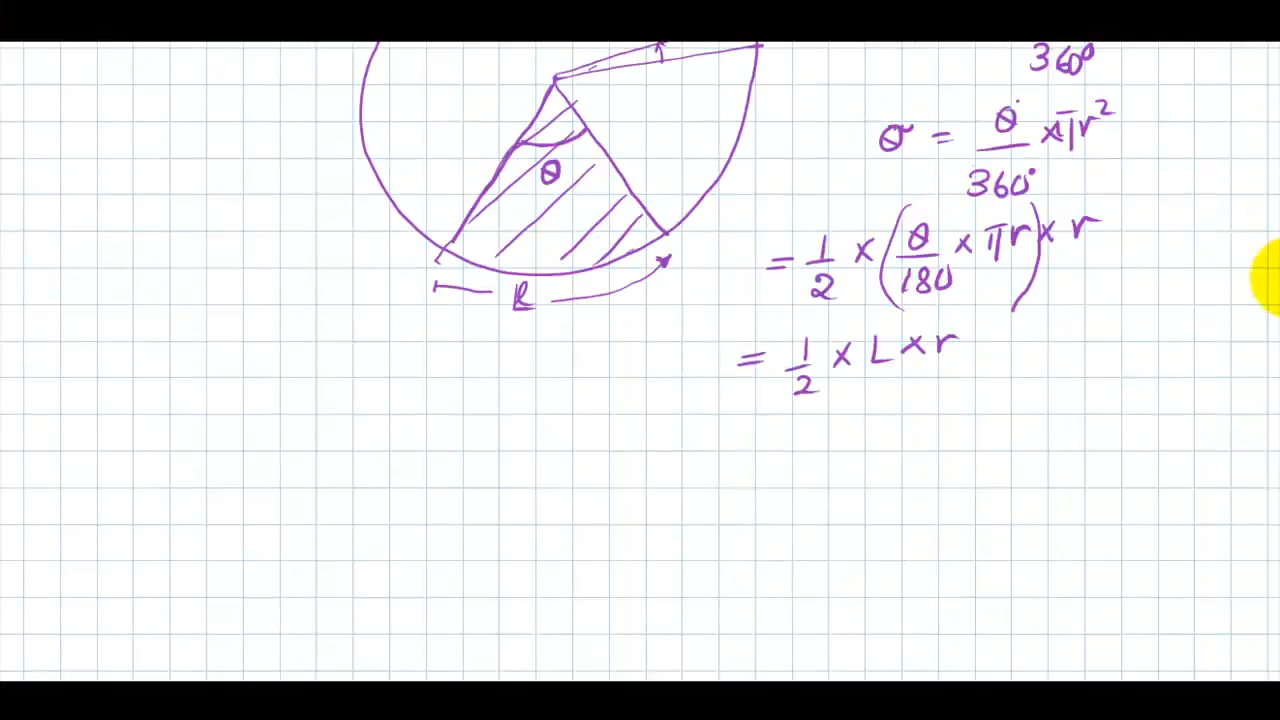 360°
θ = θ°/360° × πr²
θ
= 1/2 × (θ/180 × πr) × r
l
= 1/2 × L × r